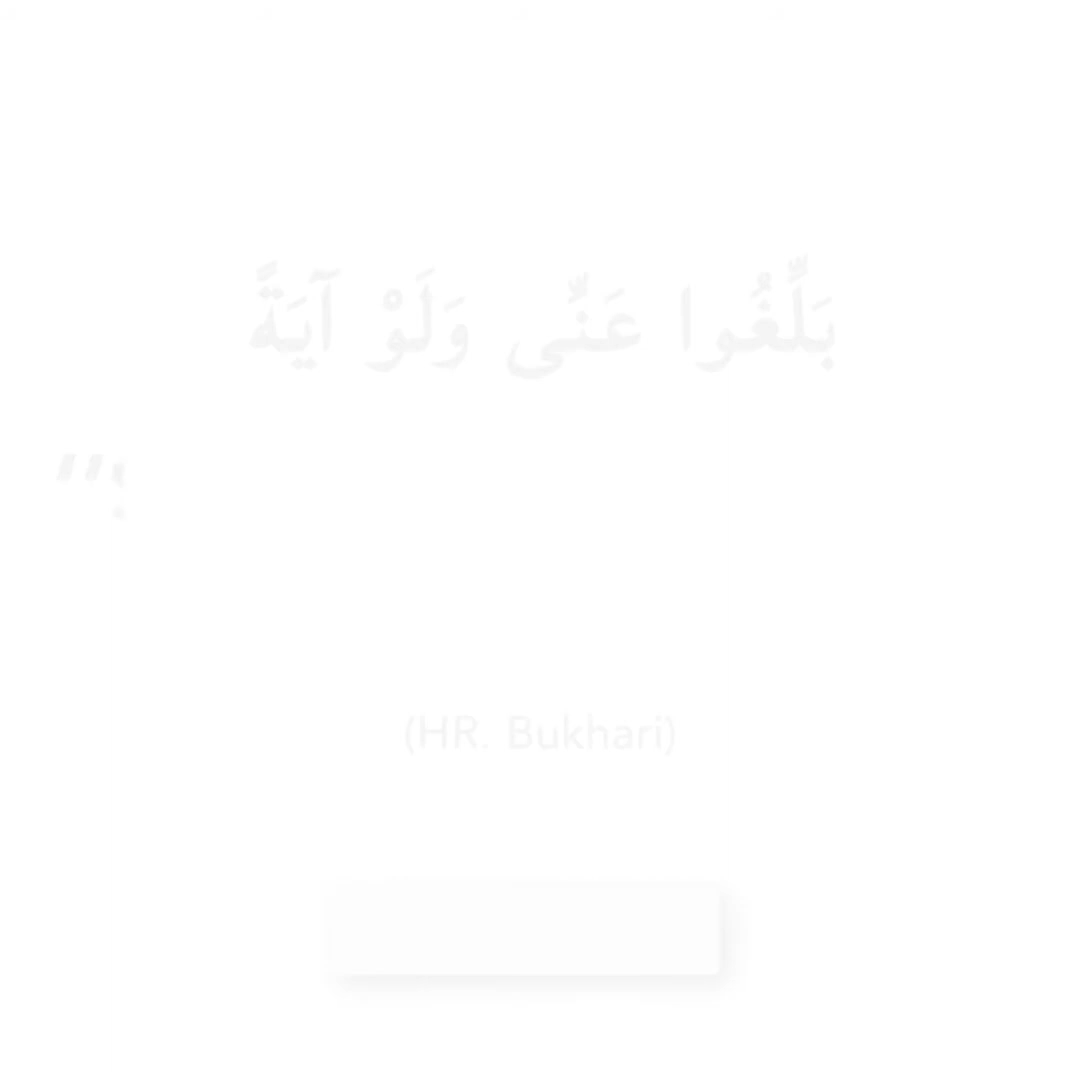 بَلِّغُوا عَنِّى وَلَوْ آيَةً
"
(HR. Bukhari)